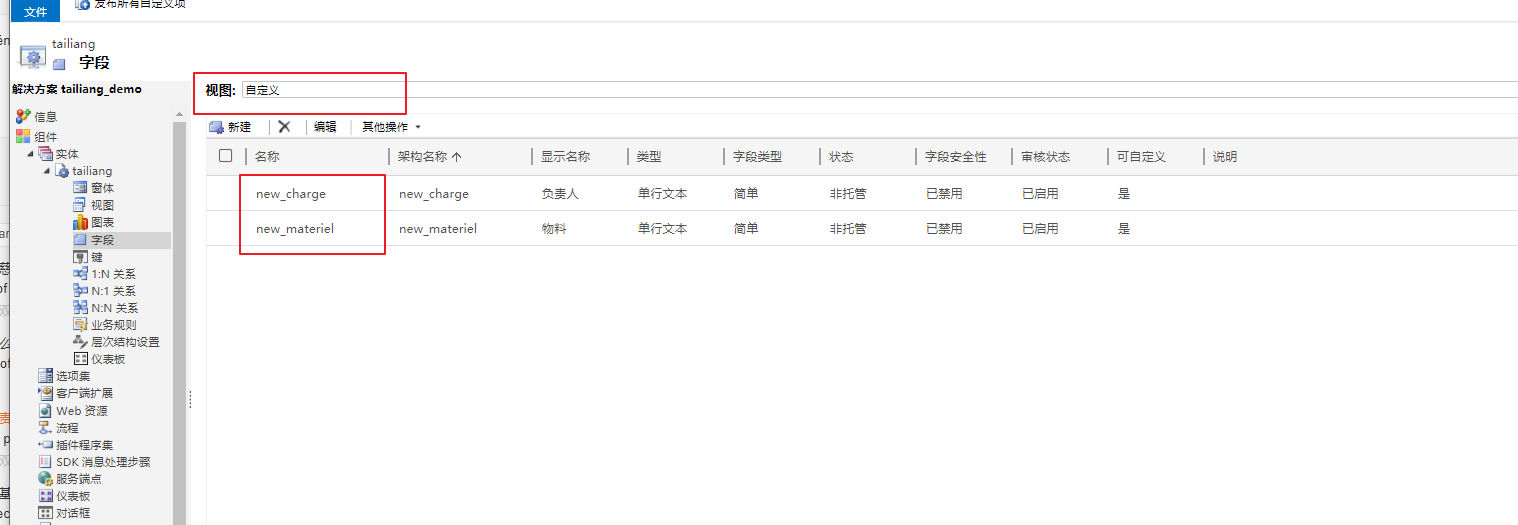 文件
发布所有自定义项
tailiang
字段
解决方案 tailiang_demo
信息
组件
实体
tailiang
窗体
视图
图表
字段
键
1:N 关系
N:1 关系
N:N 关系
业务规则
层次结构设置
仪表板
选项集
客户端扩展
Web 资源
流程
插件程序集
SDK 消息处理步骤
服务端点
仪表板
对话框
视图: 自定义
新建 编辑 其他操作
名称 架构名称 显示名称 类型 字段类型 状态 字段安全性 审核状态 可自定义 说明
new_charge new_charge 负责人 单行文本 简单 非托管 已禁用 已启用 是
new_materiel new_materiel 物料 单行文本 简单 非托管 已禁用 已启用 是